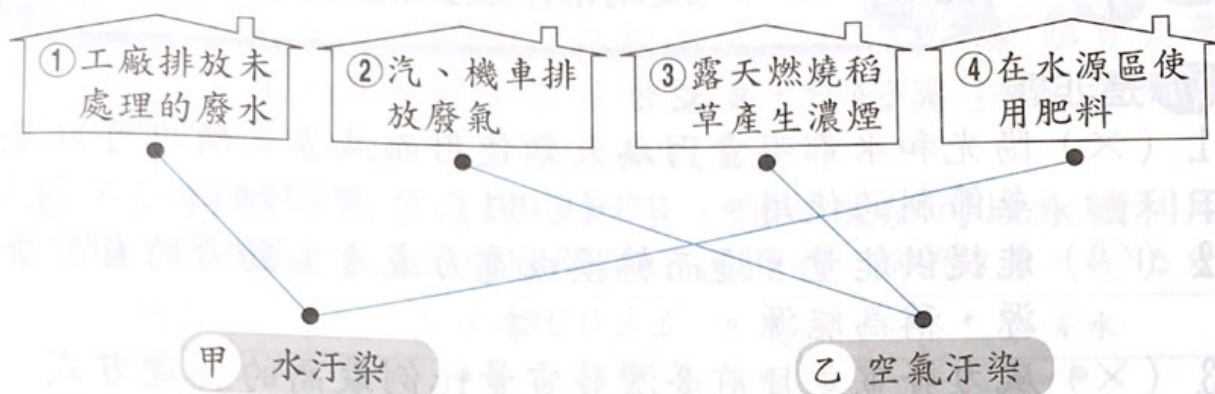 ①工廠排放未
處理的廢水
②汽、機車排
放廢氣
③露天燃燒稻
草產生濃煙
④在水源區使
用肥料
甲 水汙染
乙 空氣汙染